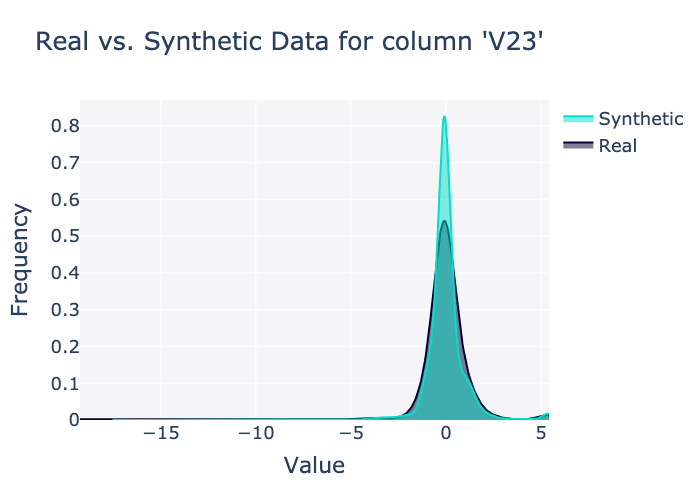 Real vs. Synthetic Data for column 'V23'
Synthetic
Real
Frequency
0.8
0.7
0.6
0.5
0.4
0.3
0.2
0.1
0
−15
−10
−5
0
5
Value